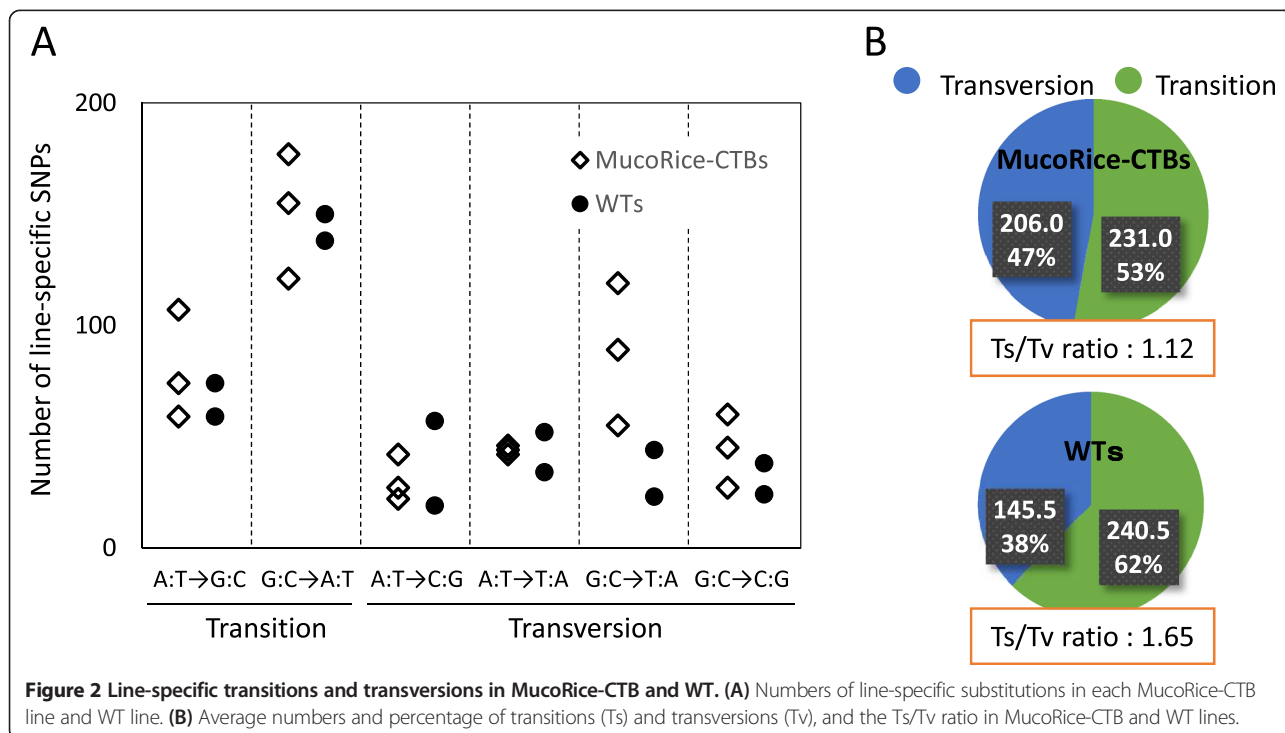 A
200
100
0
Number of line-specific SNPs
MucoRice-CTBs
WTs
A:T→G:C G:C→A:T A:T→C:G A:T→T:A G:C→T:A G:C→C:G
Transition Transversion
B
Transversion Transition
MucoRice-CTBs
206.0
47%
231.0
53%
Ts/Tv ratio : 1.12
WTs
145.5
38%
240.5
62%
Ts/Tv ratio : 1.65
Figure 2 Line-specific transitions and transversions in MucoRice-CTB and WT. (A) Numbers of line-specific substitutions in each MucoRice-CTB
line and WT line. (B) Average numbers and percentage of transitions (Ts) and transversions (Tv), and the Ts/Tv ratio in MucoRice-CTB and WT lines.